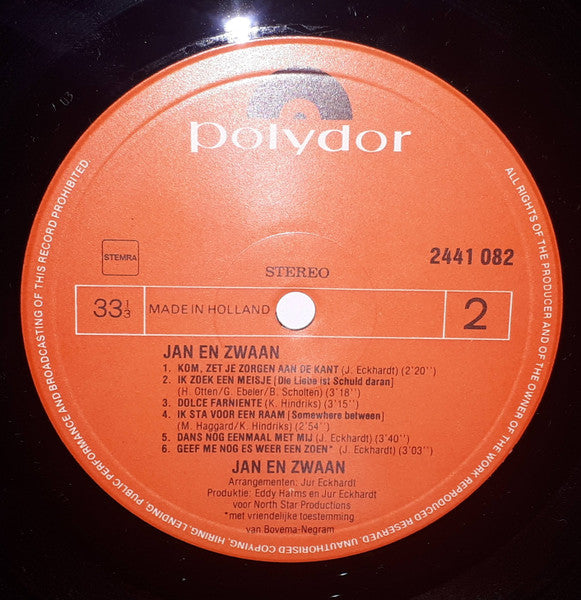 polydor
ALL RIGHTS OF THE PRODUCER AND OF THE OWNER OF THE WORK REPRODUCED RESERVED. UNAUTHORISED COPYING, HIRING, LENDING, PUBLIC PERFORMANCE AND BROADCASTING OF THIS RECORD PROHIBITED
STEMRA
STEREO
2441 082
33 1/3
MADE IN HOLLAND
2
JAN EN ZWAAN
1. KOM, ZET JE ZORGEN AAN DE KANT (J. Eckhardt) (2'20'')
2. IK ZOEK EEN MEISJE [Die Liebe ist Schuld daran]
(H. Otten/G. Ebeler/B. Scholten) (3'18'')
3. DOLCE FARNIENTE (K. Hindriks) (3'15'')
4. IK STA VOOR EEN RAAM [Somewhere between]
(M. Haggard/K. Hindriks) (2'54'')
5. DANS NOG EENMAAL MET MIJ (J. Eckhardt) (3'40'')
6. GEEF ME NOG ES WEER EEN ZOEN* (J. Eckhardt) (3'03'')
JAN EN ZWAAN
Arrangementen: Jur Eckhardt
Produktie: Eddy Harms en Jur Eckhardt
voor North Star Productions
*met vriendelijke toestemming
van Bovema-Negram